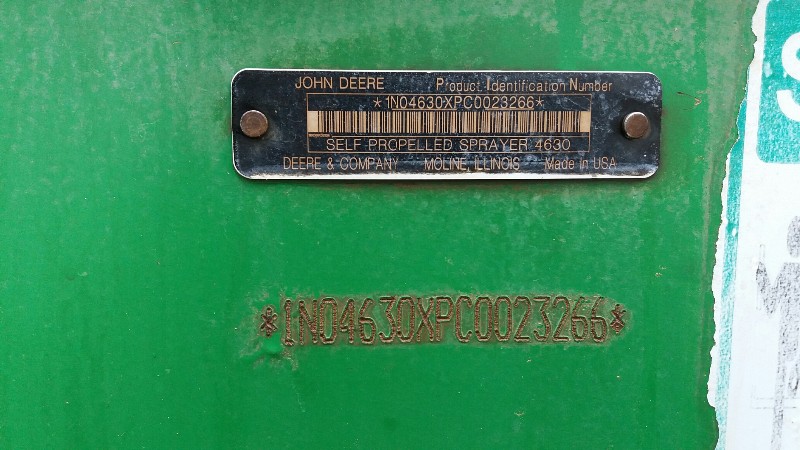 JOHN DEERE Product Identification Number
*1N04630XPC0023266*
SELF PROPELLED SPRAYER 4630
DEERE & COMPANY MOLINE, ILLINOIS Made in USA
*1N04630XPC0023266*
S